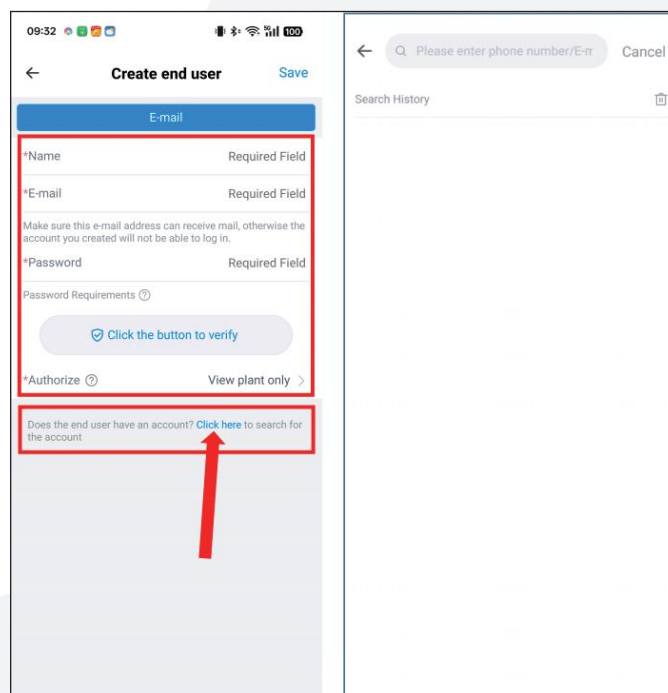 09:32
5G
100
Create end user
Save
E-mail
*Name
Required Field
*E-mail
Required Field
Make sure this e-mail address can receive mail, otherwise the
account you created will not be able to log in.
*Password
Required Field
Password Requirements ?
Click the button to verify
*Authorize ?
View plant only >
Does the end user have an account? Click here to search for
the account
Please enter phone number/E-m
Cancel
Search History